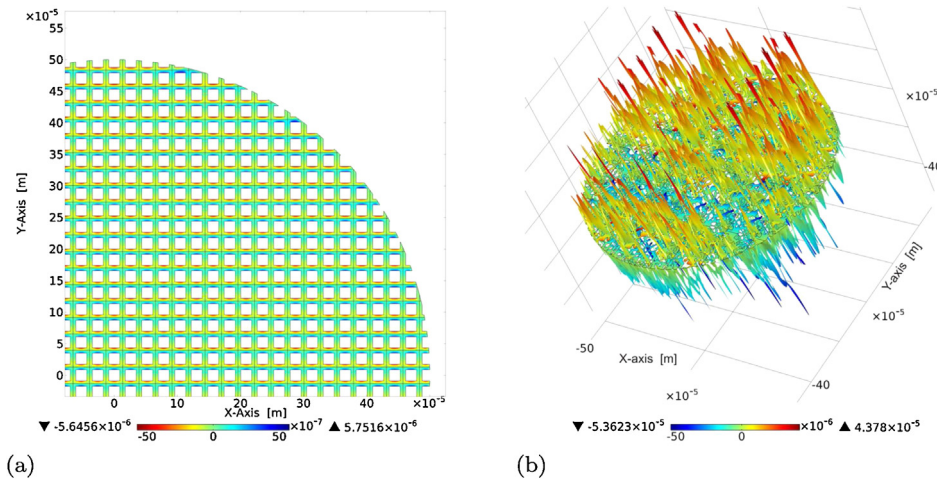 ×10⁻⁵
55
50
45
40
35
30
25
20
15
10
5
0
Y-Axis [m]
0 10 20 30 40 ×10⁻⁵
X-Axis [m]
▼ -5.6456×10⁻⁶ -50 0 50 ×10⁻⁷ ▲ 5.7516×10⁻⁶
(a)
×10⁻⁵
-40
Y-axis [m]
×10⁻⁵
-50
X-axis [m]
×10⁻⁵
-40
▼ -5.3623×10⁻⁵ -50 0 ×10⁻⁶ ▲ 4.378×10⁻⁵
(b)